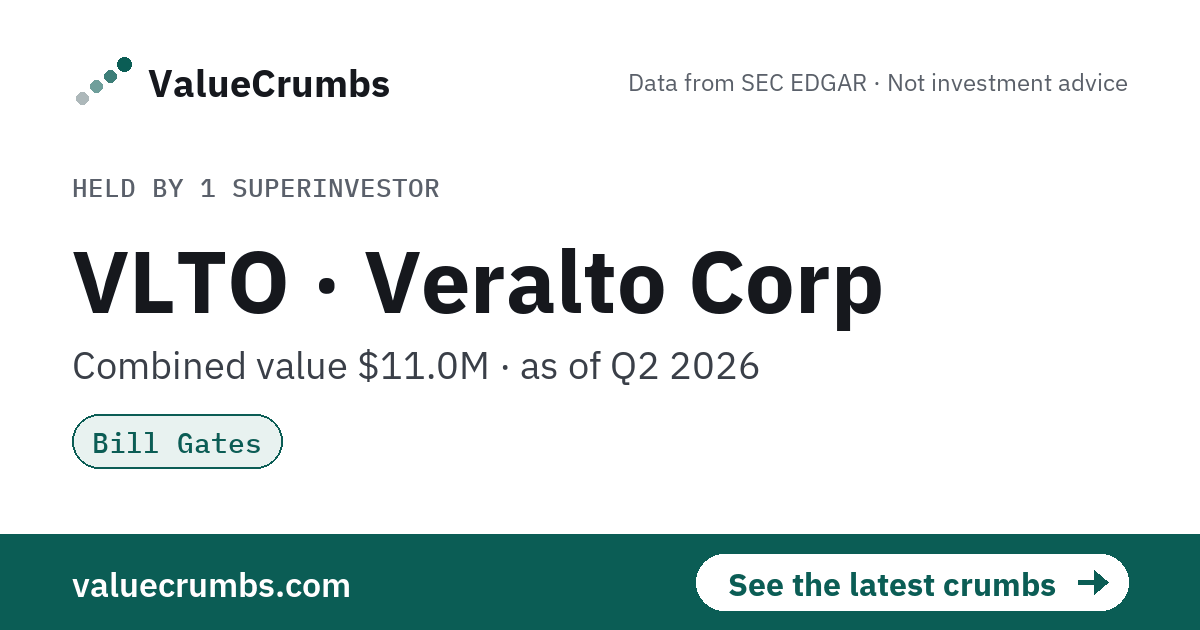 ValueCrumbs
Data from SEC EDGAR · Not investment advice
HELD BY 1 SUPERINVESTOR
VLTO · Veralto Corp
Combined value $11.0M · as of Q2 2026
Bill Gates
valuecrumbs.com
See the latest crumbs →